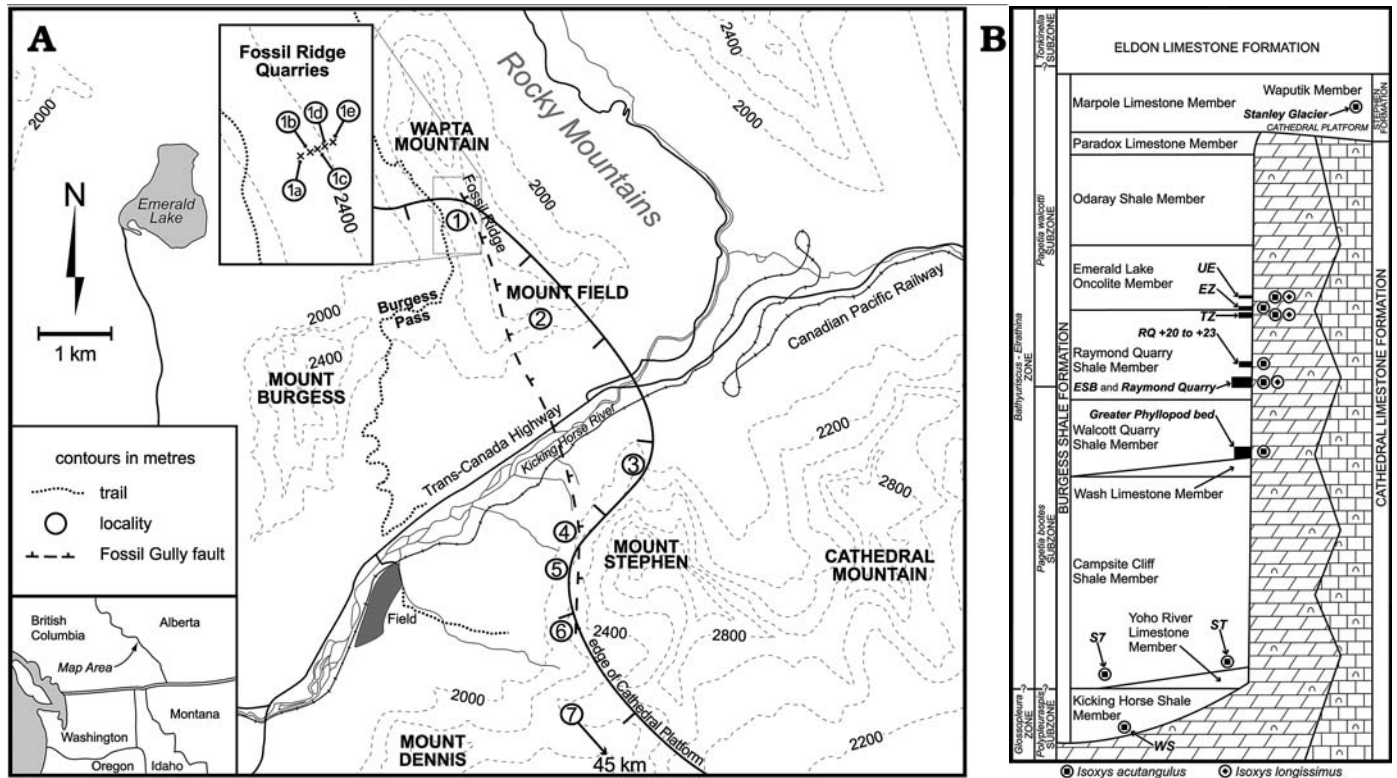 A
Fossil Ridge
Quarries
1a
1b
1d
1e
1c
2400
2000
Emerald
Lake
N
1 km
WAPTA
MOUNTAIN
Rocky Mountains
2400
2000
2000
Fossil Ridge
1
MOUNT FIELD
2
2000
Burgess
Pass
2000
2400
MOUNT
BURGESS
Canadian Pacific Railway
Trans-Canada Highway
Kicking Horse River
2200
2800
3
4
5
6
7
MOUNT
STEPHEN
CATHEDRAL
MOUNTAIN
2400
2800
2000
2200
edge of Cathedral Platform
45 km
MOUNT
DENNIS
Field
contours in metres
trail
locality
Fossil Gully fault
British
Columbia
Alberta
Map Area
Montana
Washington
Oregon
Idaho
B
Tonkinella
SUBZONE
?
?
ELDON LIMESTONE FORMATION
Marpole Limestone Member
Waputik Member
Stanley Glacier
CATHEDRAL PLATFORM
STEPHEN
FORMATION
Paradox Limestone Member
Odaray Shale Member
Pagetia walcotti
SUBZONE
Emerald Lake
Oncolite Member
UE
EZ
TZ
RQ +20 to +23
Raymond Quarry
Shale Member
ESB and Raymond Quarry
Bathyuriscus - Elrathina
ZONE
BURGESS SHALE FORMATION
CATHEDRAL LIMESTONE FORMATION
Greater Phyllopod bed
Walcott Quarry
Shale Member
Wash Limestone Member
Pagetia bootes
SUBZONE
Campsite Cliff
Shale Member
Yoho River
Limestone
Member
S7
ST
?
?
Kicking Horse Shale
Member
WS
Glossopleura
ZONE
Polypleuraspis
SUBZONE
Isoxys acutangulus
Isoxys longissimus